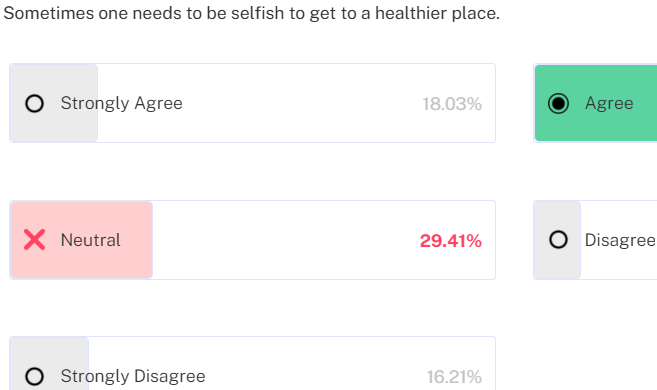 Sometimes one needs to be selfish to get to a healthier place.
Strongly Agree 18.03%
Agree
Neutral 29.41%
Disagree
Strongly Disagree 16.21%